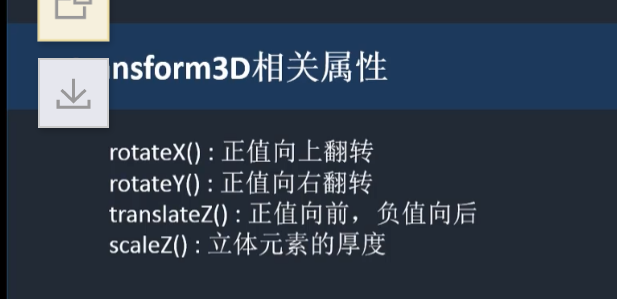 nsform3D相关属性
rotateX() : 正值向上翻转
rotateY() : 正值向右翻转
translateZ() : 正值向前，负值向后
scaleZ() : 立体元素的厚度